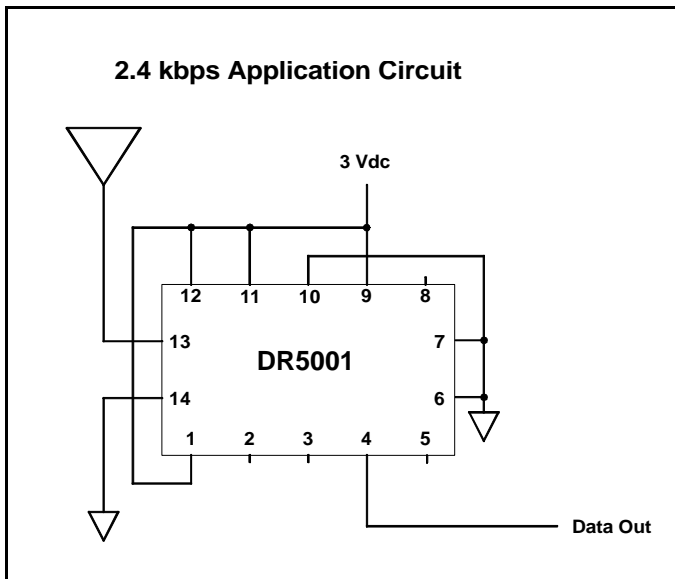 2.4 kbps Application Circuit
3 Vdc
12 11 10 9 8
13 7
DR5001
14 6
1 2 3 4 5
Data Out